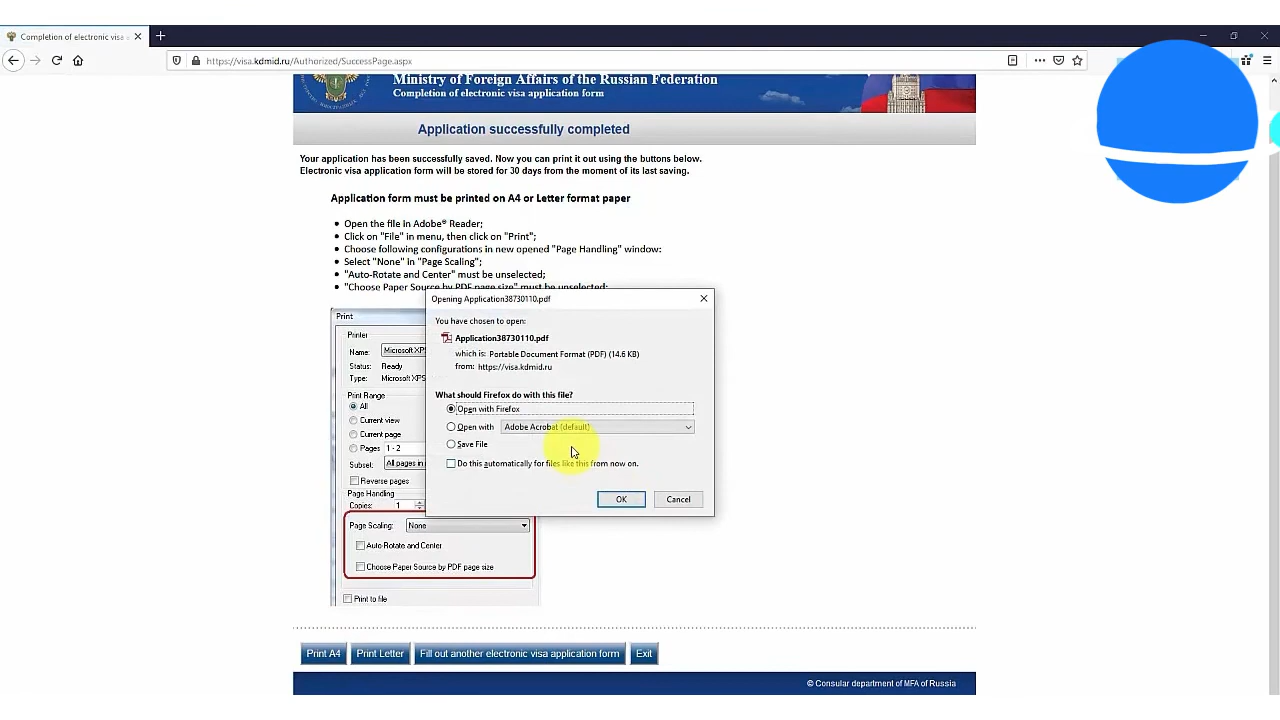 Completion of electronic visa a
https://visa.kdmid.ru/Authorized/SuccessPage.aspx
Ministry of Foreign Affairs of the Russian Federation
Completion of electronic visa application form
Application successfully completed
Your application has been successfully saved. Now you can print it out using the buttons below.
Electronic visa application form will be stored for 30 days from the moment of its last saving.
Application form must be printed on A4 or Letter format paper
• Open the file in Adobe® Reader;
• Click on "File" in menu, then click on "Print";
• Choose following configurations in new opened "Page Handling" window:
• Select "None" in "Page Scaling";
• "Auto-Rotate and Center" must be unselected;
• "Choose Paper Source by PDF page size" must be unselected:
Opening Application38730110.pdf
You have chosen to open:
Application38730110.pdf
which is: Portable Document Format (PDF) (14.6 KB)
from: https://visa.kdmid.ru
What should Firefox do with this file?
Open with Firefox
Open with Adobe Acrobat (default)
Save File
Do this automatically for files like this from now on.
OK Cancel
Print
Printer
Name: Microsoft XPS
Status: Ready
Type: Microsoft XPS
Print Range
All
Current view
Current page
Pages 1 - 2
Subset: All pages in
Reverse pages
Page Handling
Copies: 1
Page Scaling: None
Auto-Rotate and Center
Choose Paper Source by PDF page size
Print to file
Print A4 Print Letter Fill out another electronic visa application form Exit
© Consular department of MFA of Russia